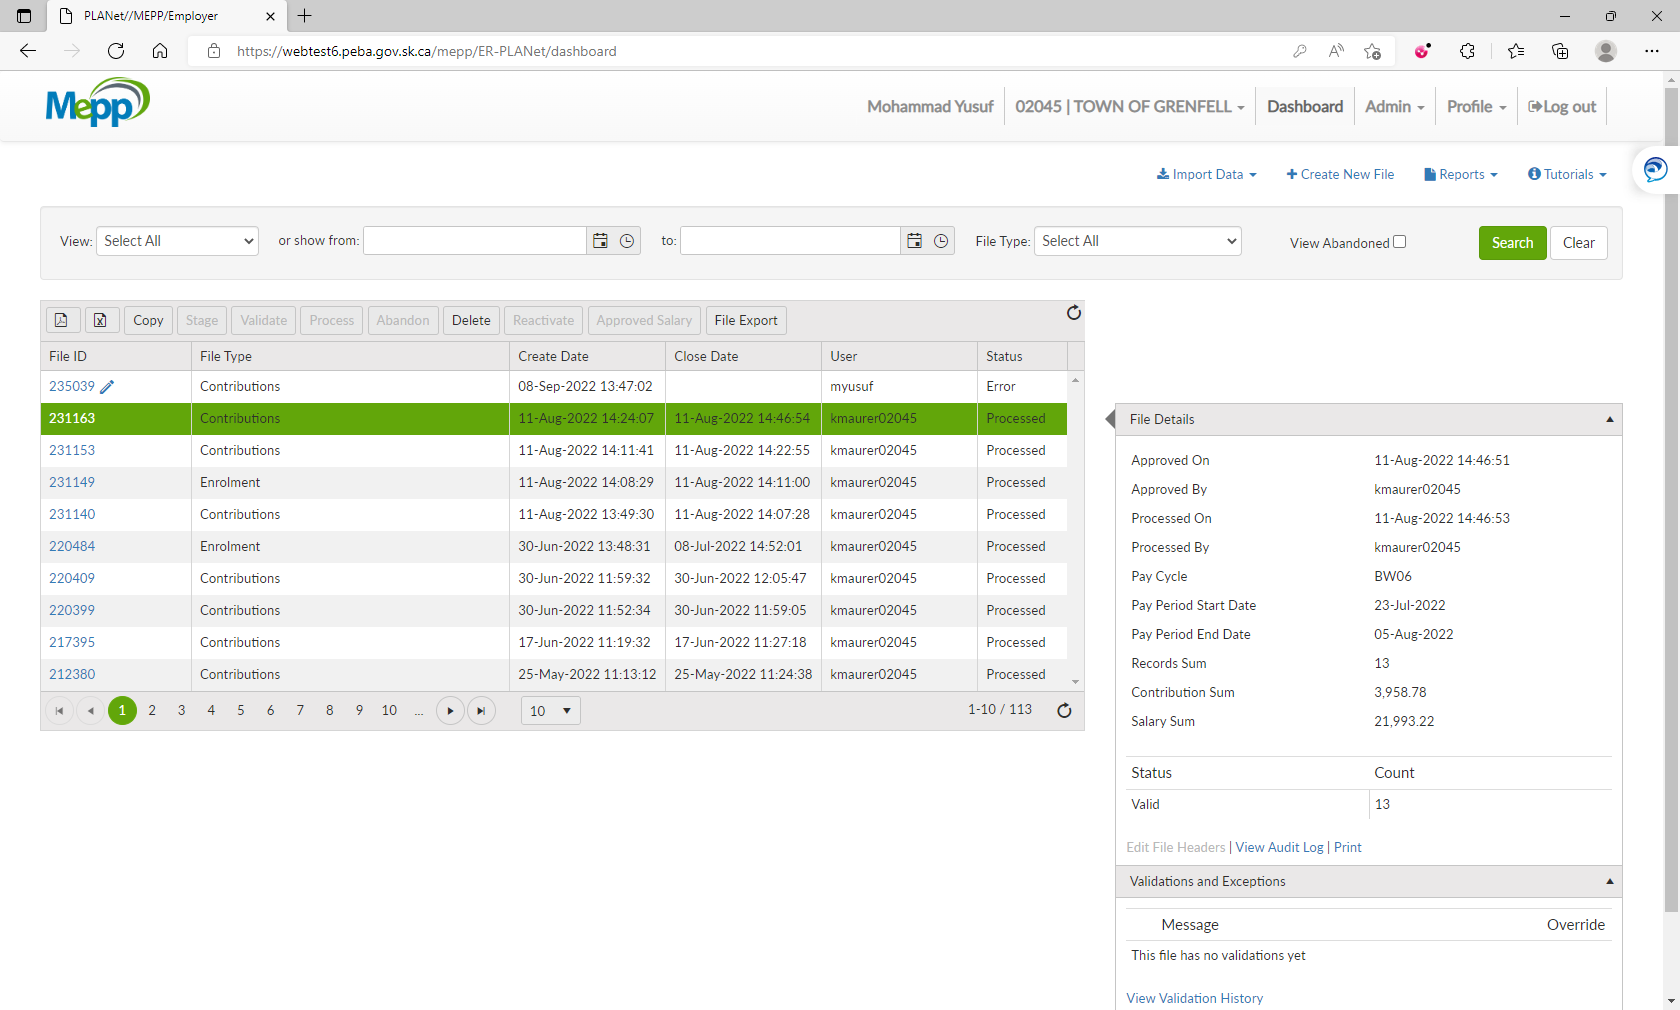 PLANet//MEPP/Employer
https://webtest6.peba.gov.sk.ca/mepp/ER-PLANet/dashboard
Mepp
Mohammad Yusuf
02045 | TOWN OF GRENFELL
Dashboard
Admin
Profile
Log out
Import Data
Create New File
Reports
Tutorials
View: Select All or show from: to: File Type: Select All View Abandoned Search Clear
Copy Stage Validate Process Abandon Delete Reactivate Approved Salary File Export
File ID File Type Create Date Close Date User Status
235039 Contributions 08-Sep-2022 13:47:02 myusuf Error
231163 Contributions 11-Aug-2022 14:24:07 11-Aug-2022 14:46:54 kmaurer02045 Processed
231153 Contributions 11-Aug-2022 14:11:41 11-Aug-2022 14:22:55 kmaurer02045 Processed
231149 Enrolment 11-Aug-2022 14:08:29 11-Aug-2022 14:11:00 kmaurer02045 Processed
231140 Contributions 11-Aug-2022 13:49:30 11-Aug-2022 14:07:28 kmaurer02045 Processed
220484 Enrolment 30-Jun-2022 13:48:31 08-Jul-2022 14:52:01 kmaurer02045 Processed
220409 Contributions 30-Jun-2022 11:59:32 30-Jun-2022 12:05:47 kmaurer02045 Processed
220399 Contributions 30-Jun-2022 11:52:34 30-Jun-2022 11:59:05 kmaurer02045 Processed
217395 Contributions 17-Jun-2022 11:19:32 17-Jun-2022 11:27:18 kmaurer02045 Processed
212380 Contributions 25-May-2022 11:13:12 25-May-2022 11:24:38 kmaurer02045 Processed
1 2 3 4 5 6 7 8 9 10 ... 10 1-10 / 113
File Details
Approved On 11-Aug-2022 14:46:51
Approved By kmaurer02045
Processed On 11-Aug-2022 14:46:53
Processed By kmaurer02045
Pay Cycle BW06
Pay Period Start Date 23-Jul-2022
Pay Period End Date 05-Aug-2022
Records Sum 13
Contribution Sum 3,958.78
Salary Sum 21,993.22
Status Count
Valid 13
Edit File Headers | View Audit Log | Print
Validations and Exceptions
Message Override
This file has no validations yet
View Validation History